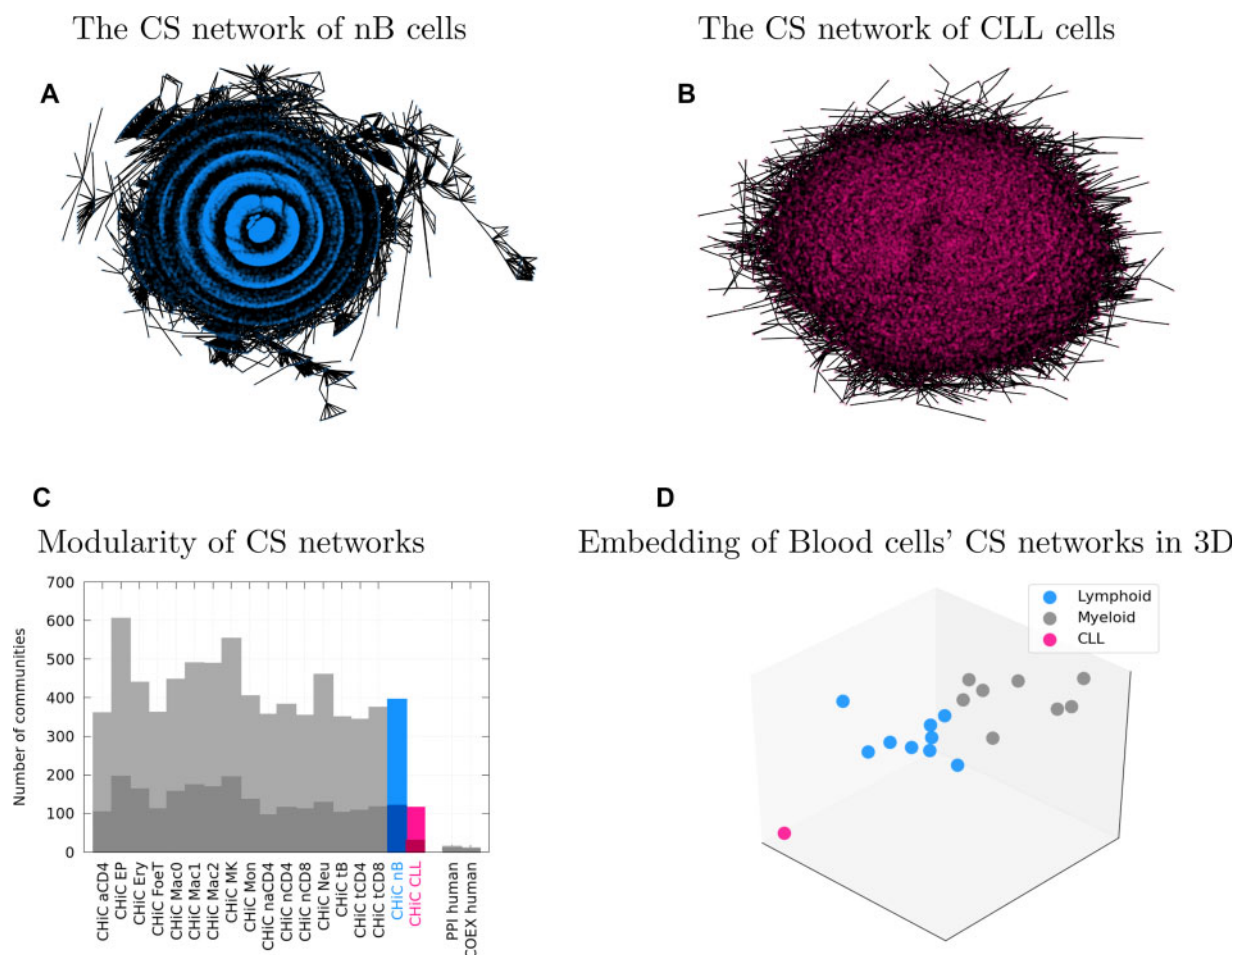 The CS network of nB cells
The CS network of CLL cells
A
B
C
D
Modularity of CS networks
Embedding of Blood cells' CS networks in 3D
Number of communities
700
600
500
400
300
200
100
0
CHiC aCD4
CHiC EP
CHiC Ery
CHiC FoeT
CHiC Mac0
CHiC Mac1
CHiC Mac2
CHiC MK
CHiC Mon
CHiC naCD4
CHiC nCD4
CHiC nCD8
CHiC Neu
CHiC tB
CHiC tCD4
CHiC tCD8
CHiC nB
CHiC CLL
PPI human
COEX human
Lymphoid
Myeloid
CLL